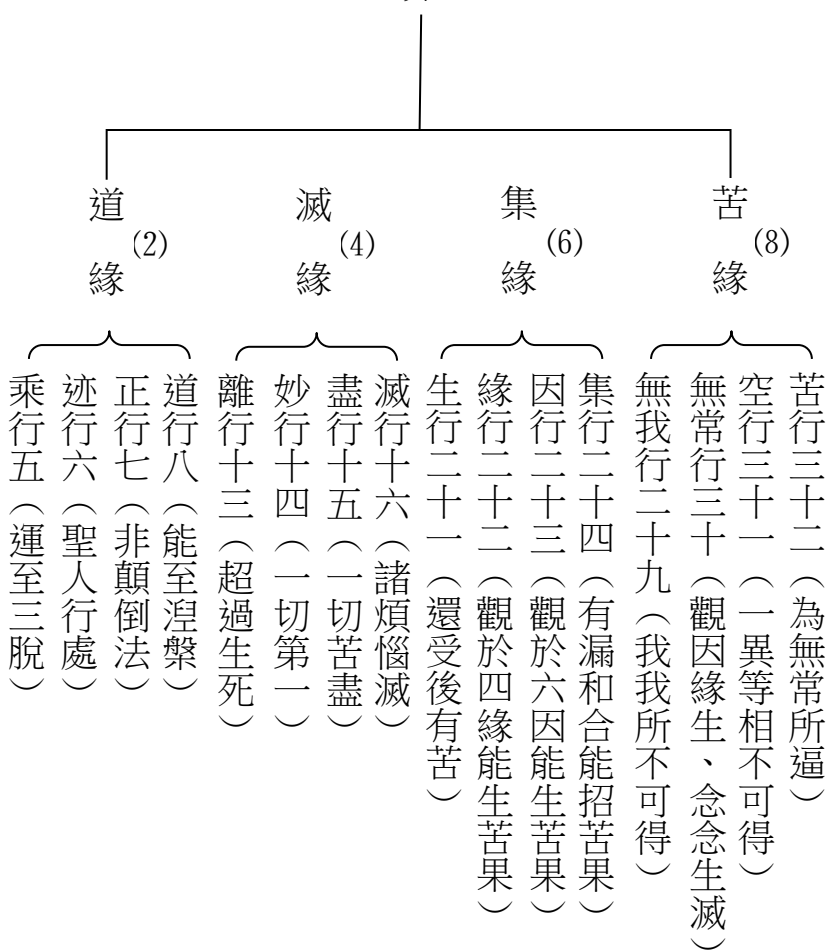 苦緣(8)
苦行三十二（為無常所逼）
空行三十一（一異等相不可得）
無常行三十（觀因緣生、念念生滅）
無我行二十九（我我所不可得）
集緣(6)
集行二十四（有漏和合能招苦果）
因行二十三（觀於六因能生苦果）
緣行二十二（觀於四緣能生苦果）
生行二十一（還受後有苦）
滅緣(4)
滅行十六（諸煩惱滅）
盡行十五（一切苦盡）
妙行十四（一切第一）
離行十三（超過生死）
道緣(2)
道行八（能至湼槃）
正行七（非顛倒法）
迹行六（聖人行處）
乘行五（運至三脫）